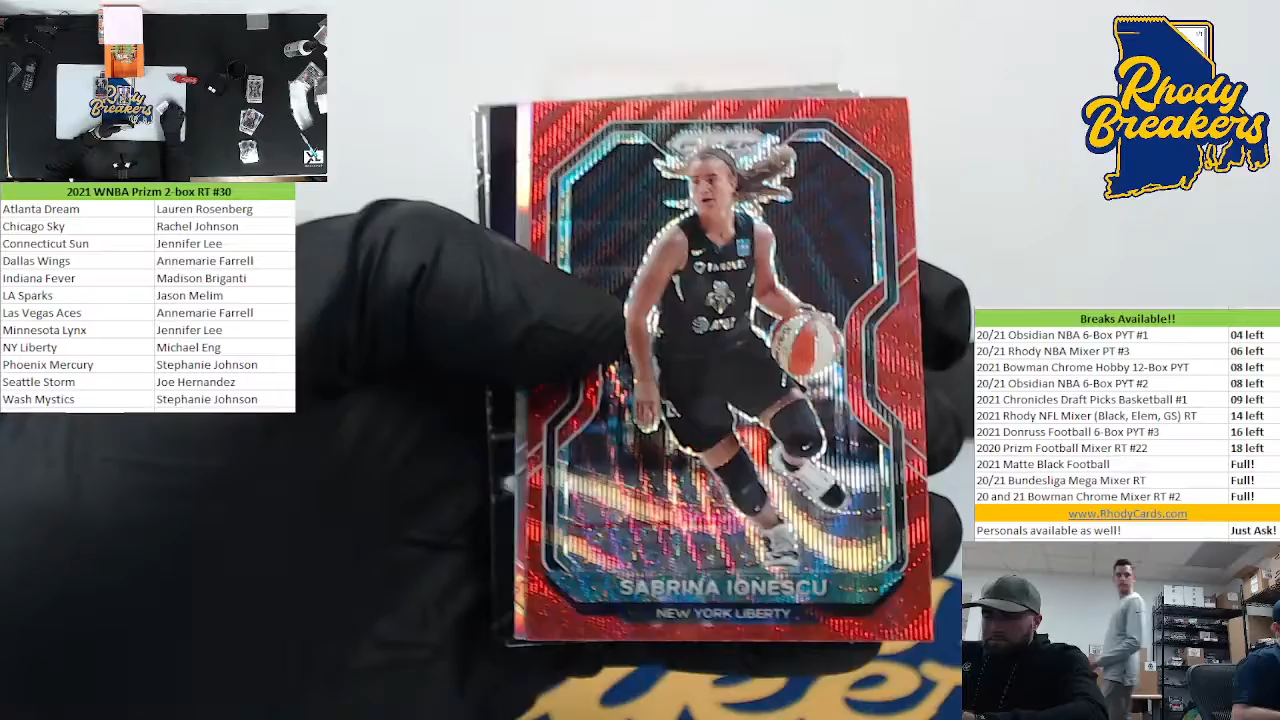 Rhody
Breakers
2021 WNBA Prizm 2-box RT #30
Atlanta Dream Lauren Rosenberg
Chicago Sky Rachel Johnson
Connecticut Sun Jennifer Lee
Dallas Wings Annemarie Farrell
Indiana Fever Madison Briganti
LA Sparks Jason Melim
Las Vegas Aces Annemarie Farrell
Minnesota Lynx Jennifer Lee
NY Liberty Michael Eng
Phoenix Mercury Stephanie Johnson
Seattle Storm Joe Hernandez
Wash Mystics Stephanie Johnson
SABRINA IONESCU
NEW YORK LIBERTY
Rhody
Breakers
Breaks Available!!
20/21 Obsidian NBA 6-Box PYT #1 04 left
20/21 Rhody NBA Mixer PT #3 06 left
2021 Bowman Chrome Hobby 12-Box PYT 08 left
20/21 Obsidian NBA 6-Box PYT #2 08 left
2021 Chronicles Draft Picks Basketball #1 09 left
2021 Rhody NFL Mixer (Black, Elem, GS) RT 14 left
2021 Donruss Football 6-Box PYT #3 16 left
2020 Prizm Football Mixer RT #22 18 left
2021 Matte Black Football Full!
20/21 Bundesliga Mega Mixer RT Full!
20 and 21 Bowman Chrome Mixer RT #2 Full!
www.RhodyCards.com
Personals available as well! Just Ask!